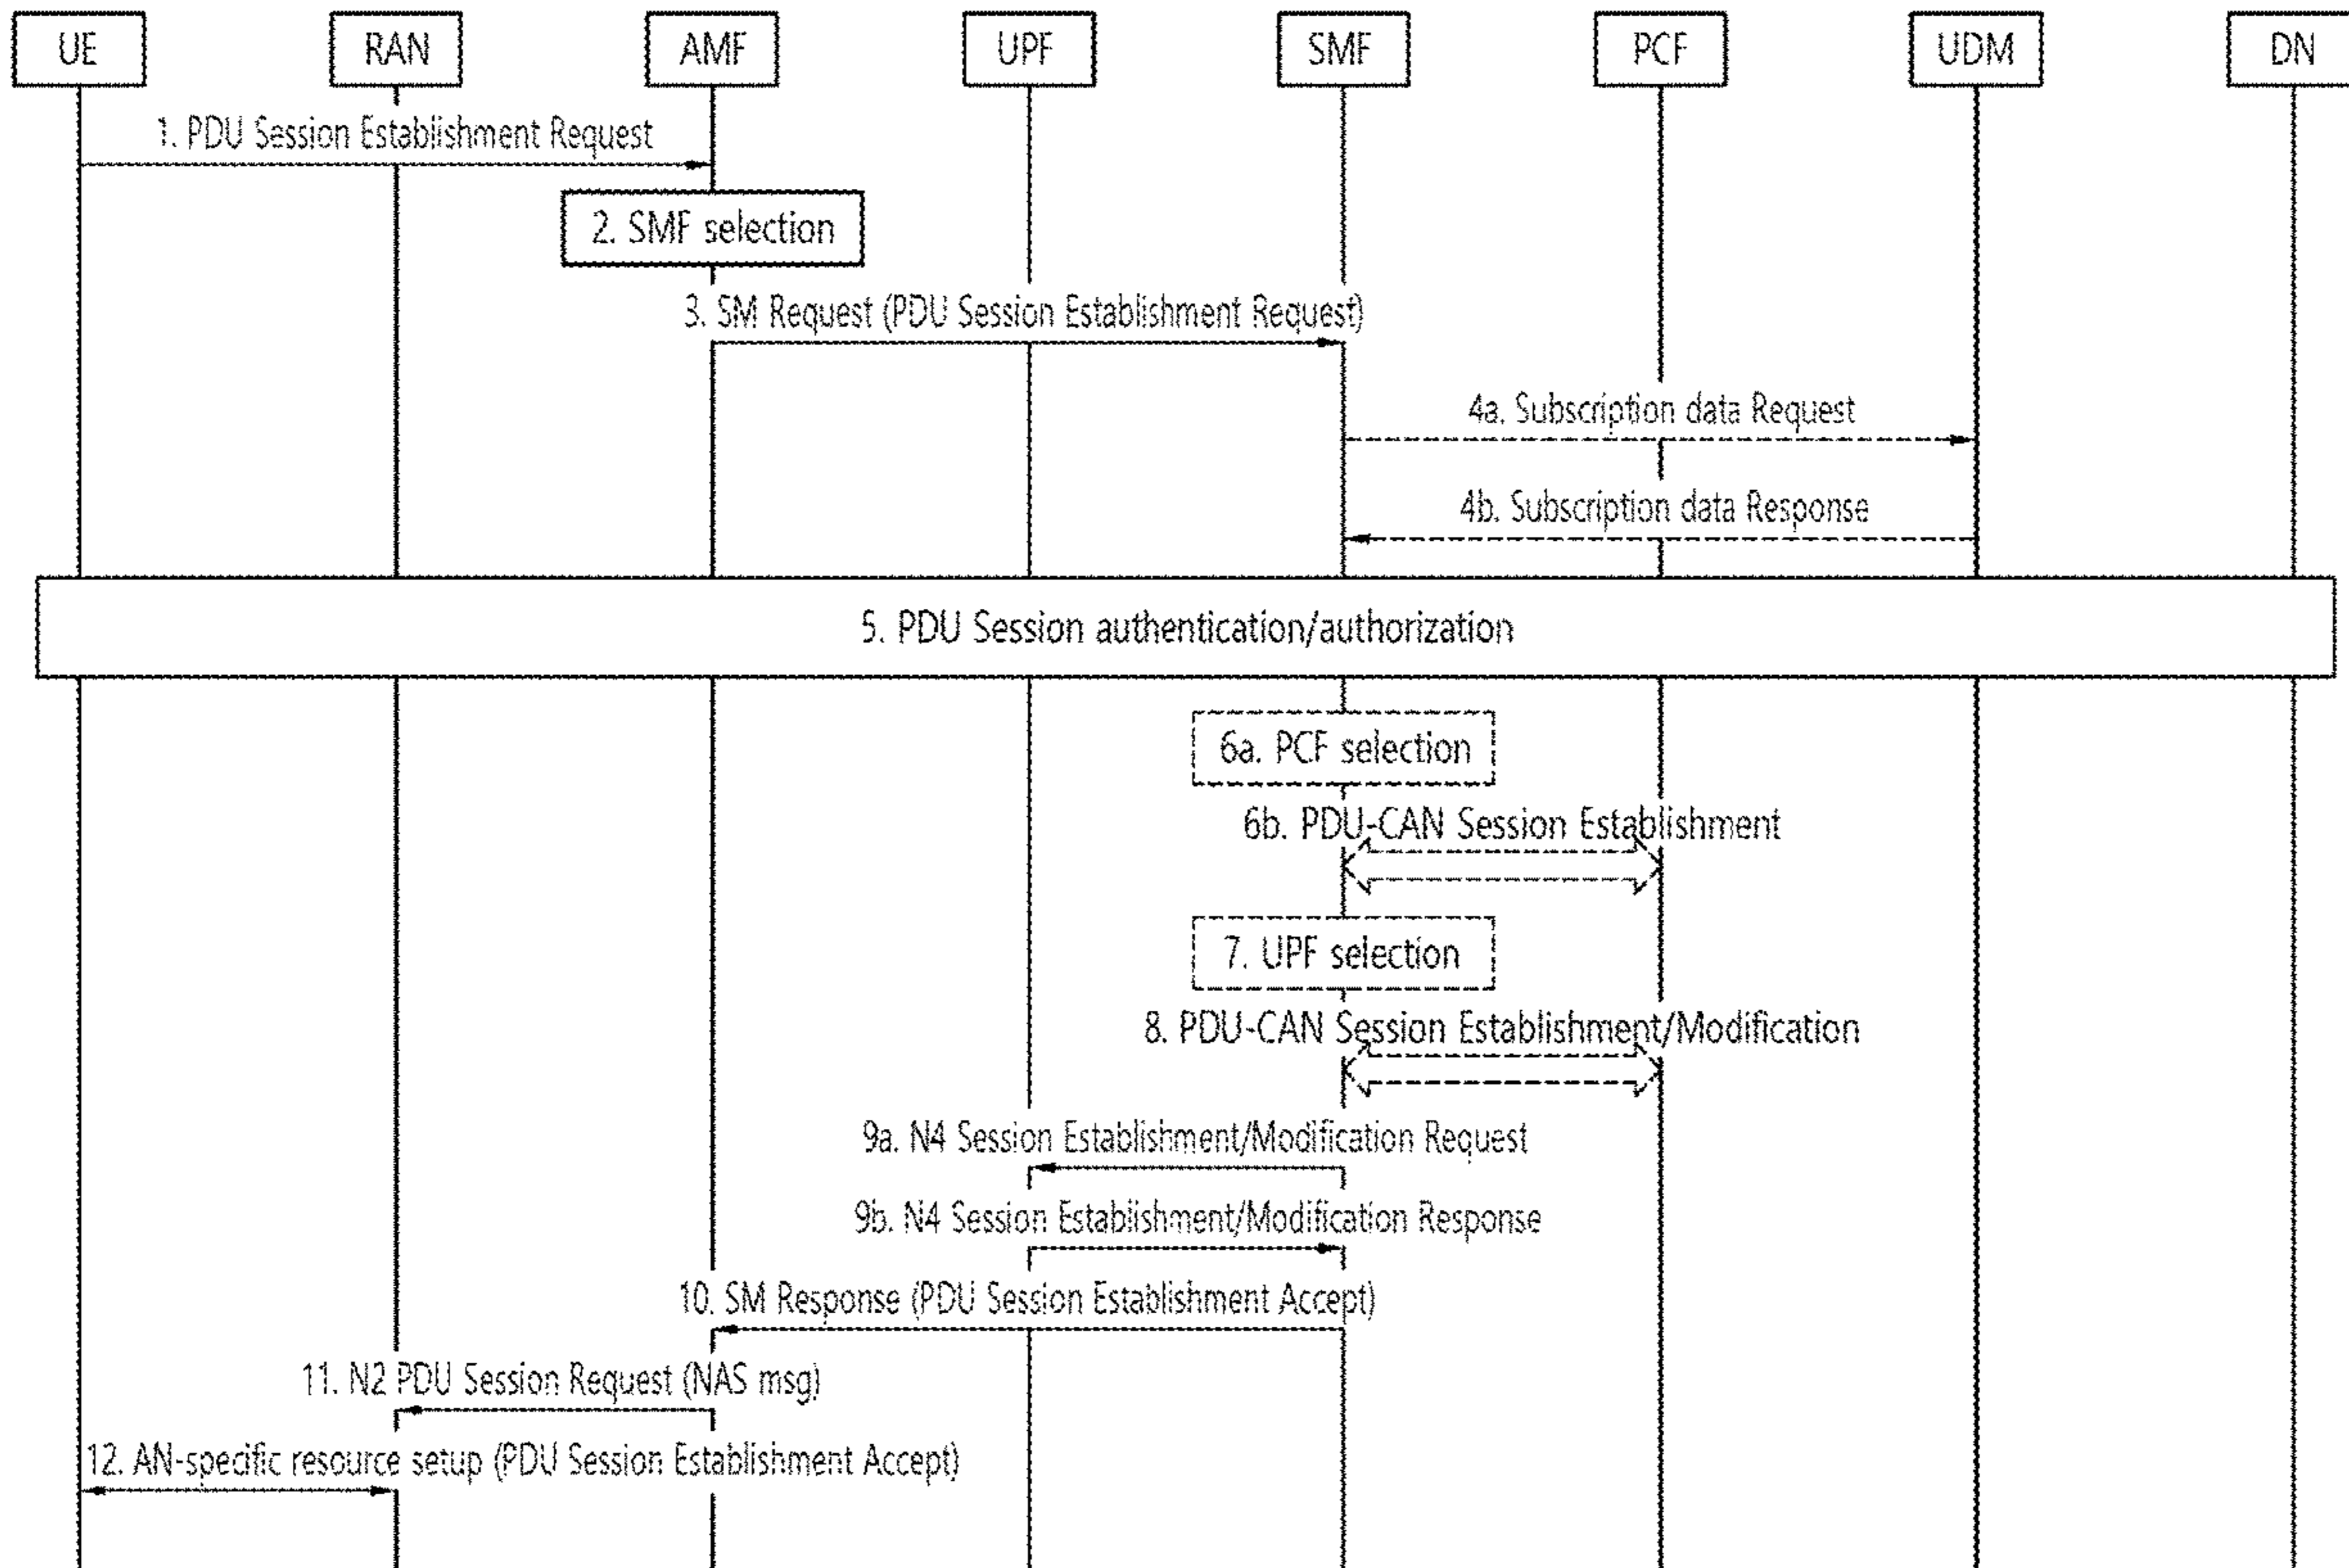 UE
RAN
AMF
UPF
SMF
PCF
UDM
DN
1. PDU Session Establishment Request
2. SMF selection
3. SM Request (PDU Session Establishment Request)
4a. Subscription data Request
4b. Subscription data Response
5. PDU Session authentication/authorization
6a. PCF selection
6b. PDU-CAN Session Establishment
7. UPF selection
8. PDU-CAN Session Establishment/Modification
9a. N4 Session Establishment/Modification Request
9b. N4 Session Establishment/Modification Response
10. SM Response (PDU Session Establishment Accept)
11. N2 PDU Session Request (NAS msg)
12. AN-specific resource setup (PDU Session Establishment Accept)